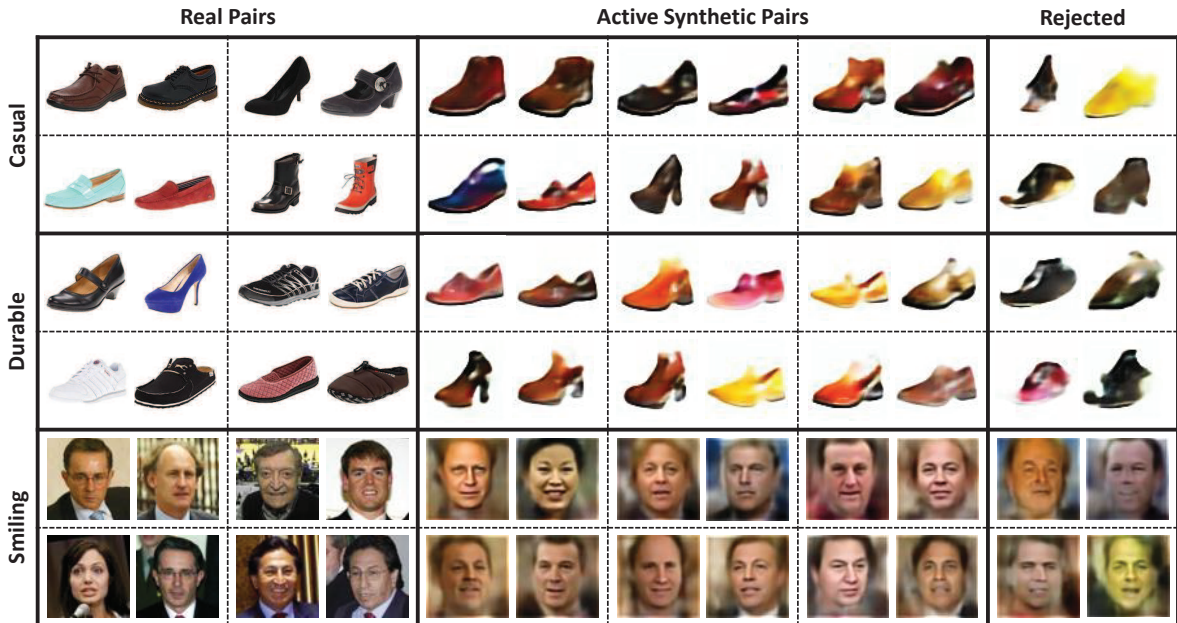 Real Pairs
Active Synthetic Pairs
Rejected
Casual
Durable
Smiling